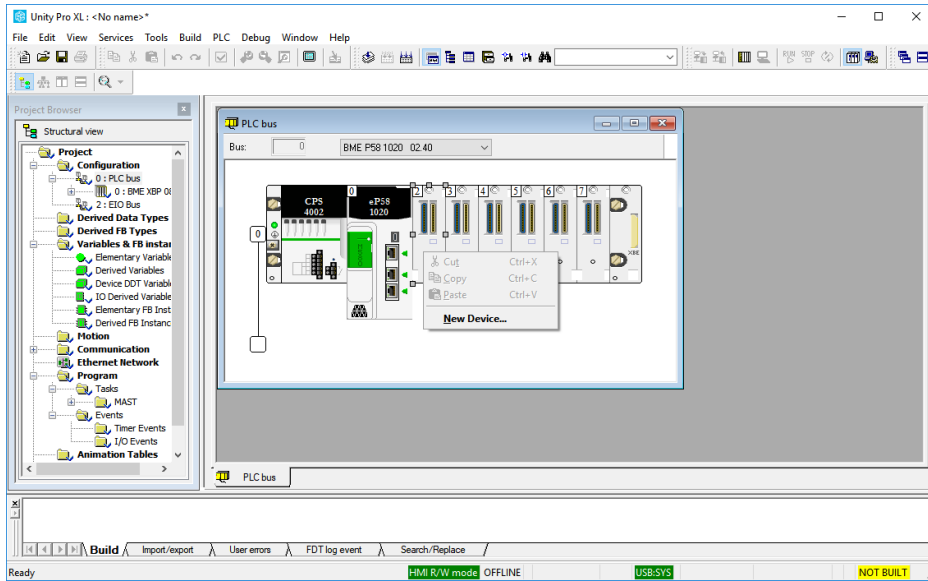 Unity Pro XL : <No name>*
File Edit View Services Tools Build PLC Debug Window Help
RUN STOP
Project Browser
Structural view
Project
Configuration
0 : PLC bus
0 : BME XBP 08
2 : EIO Bus
Derived Data Types
Derived FB Types
Variables & FB instan
Elementary Variable
Derived Variables
Device DDT Variabl
IO Derived Variable
Elementary FB Inst
Derived FB Instanc
Motion
Communication
Ethernet Network
Program
Tasks
MAST
Events
Timer Events
I/O Events
Animation Tables
PLC bus
Bus: 0 BME P58 1020 02.40
0 2 3 4 5 6 7
CPS
4002
eP58
1020
0
XBE
Cut Ctrl+X
Copy Ctrl+C
Paste Ctrl+V
New Device...
PLC bus
Build Import/export User errors FDT log event Search/Replace
Ready HMI R/W mode OFFLINE USB:SYS NOT BUILT